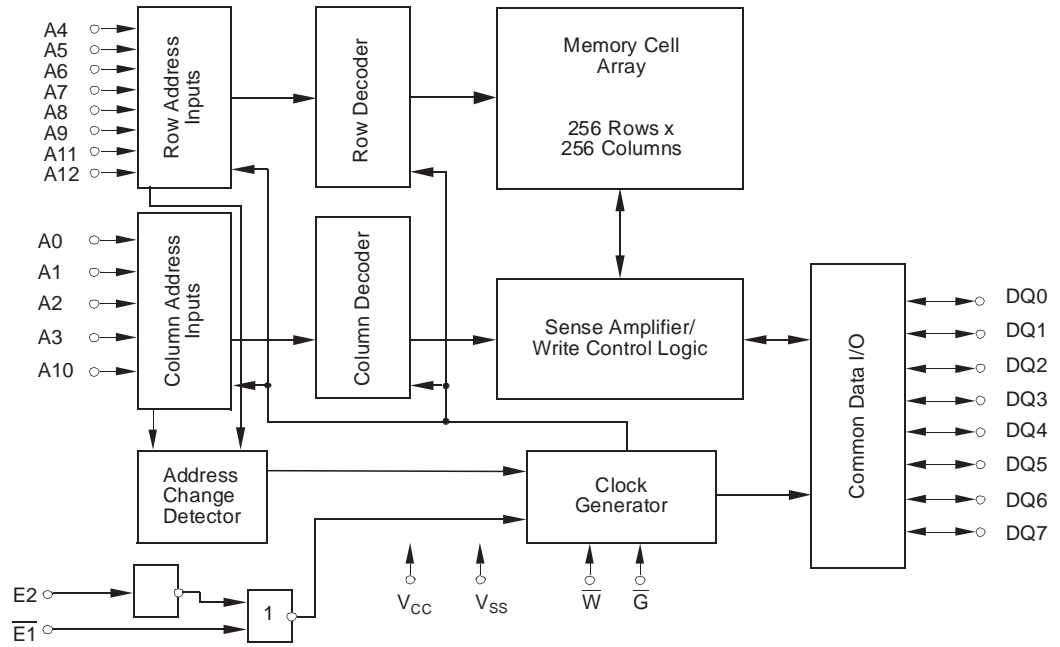 A4
A5
A6
A7
A8
A9
A11
A12
Row Address
Inputs
Row Decoder
Memory Cell
Array
256 Rows x
256 Columns
A0
A1
A2
A3
A10
Column Address
Inputs
Column Decoder
Sense Amplifier/
Write Control Logic
Common Data I/O
DQ0
DQ1
DQ2
DQ3
DQ4
DQ5
DQ6
DQ7
Address
Change
Detector
Clock
Generator
E2
E̅1̅
1
VCC
VSS
W̅
G̅